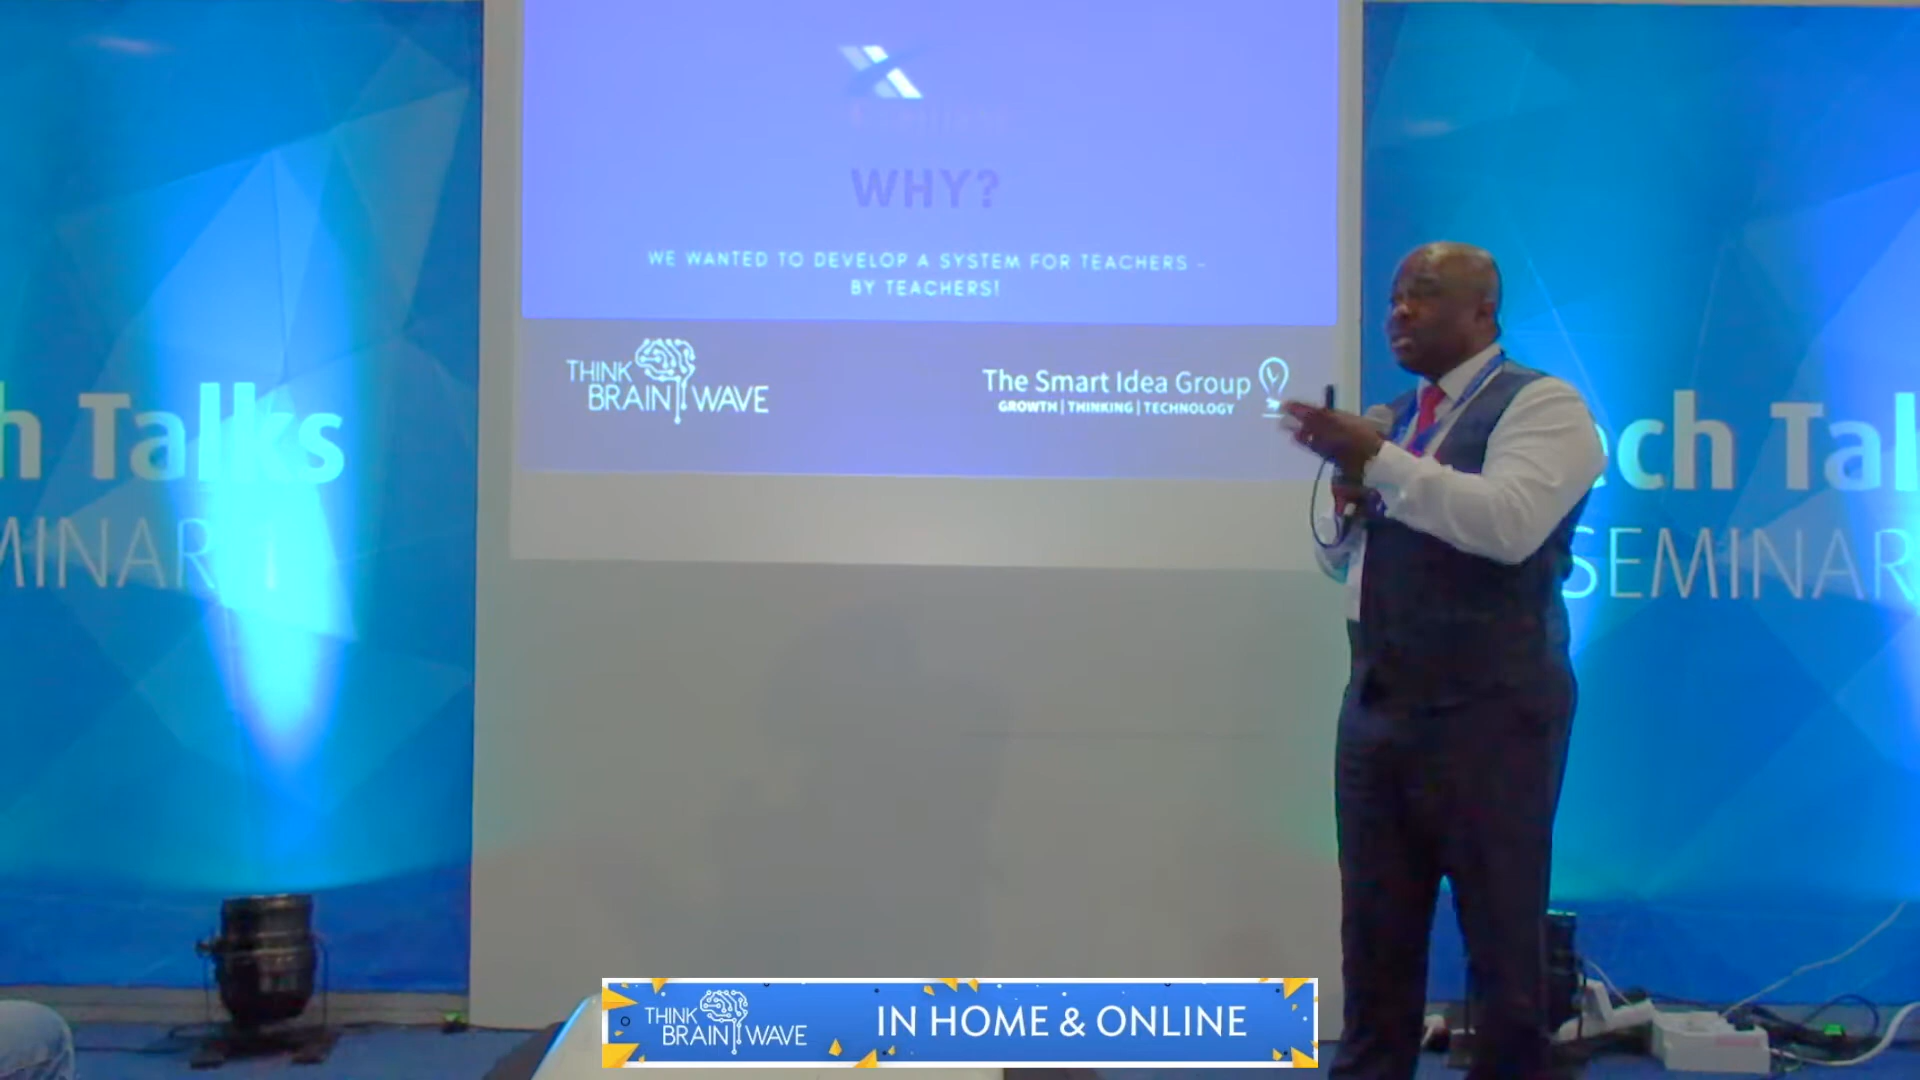 WHY?
WE WANTED TO DEVELOP A SYSTEM FOR TEACHERS –
BY TEACHERS!
THINK
BRAIN WAVE
The Smart Idea Group
GROWTH | THINKING | TECHNOLOGY
h Talks
MINAR
ech Tal
SEMINAR
THINK
BRAIN WAVE
IN HOME & ONLINE